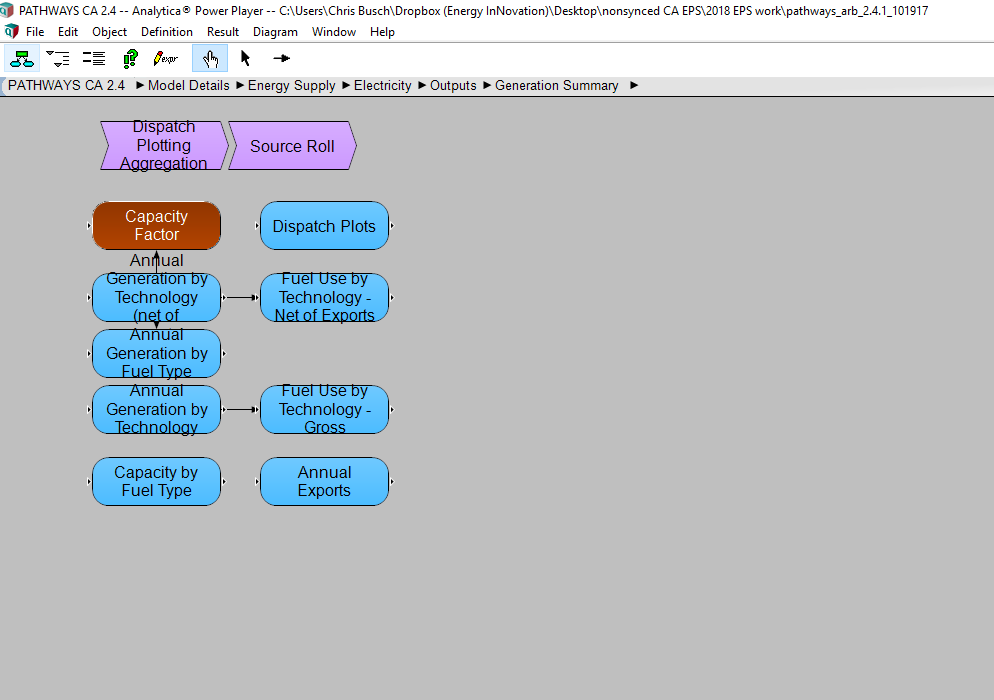 PATHWAYS CA 2.4 -- Analytica® Power Player -- C:\Users\Chris Busch\Dropbox (Energy InNovation)\Desktop\nonsynced CA EPS\2018 EPS work\pathways_arb_2.4.1_101917
File Edit Object Definition Result Diagram Window Help
expr
PATHWAYS CA 2.4 ▶ Model Details ▶ Energy Supply ▶ Electricity ▶ Outputs ▶ Generation Summary ▶
Dispatch
Plotting
Aggregation
Source Roll
Capacity
Factor
Dispatch Plots
Annual
Generation by
Technology
(net of
Fuel Use by
Technology -
Net of Exports
Annual
Generation by
Fuel Type
Annual
Generation by
Technology
Fuel Use by
Technology -
Gross
Capacity by
Fuel Type
Annual
Exports